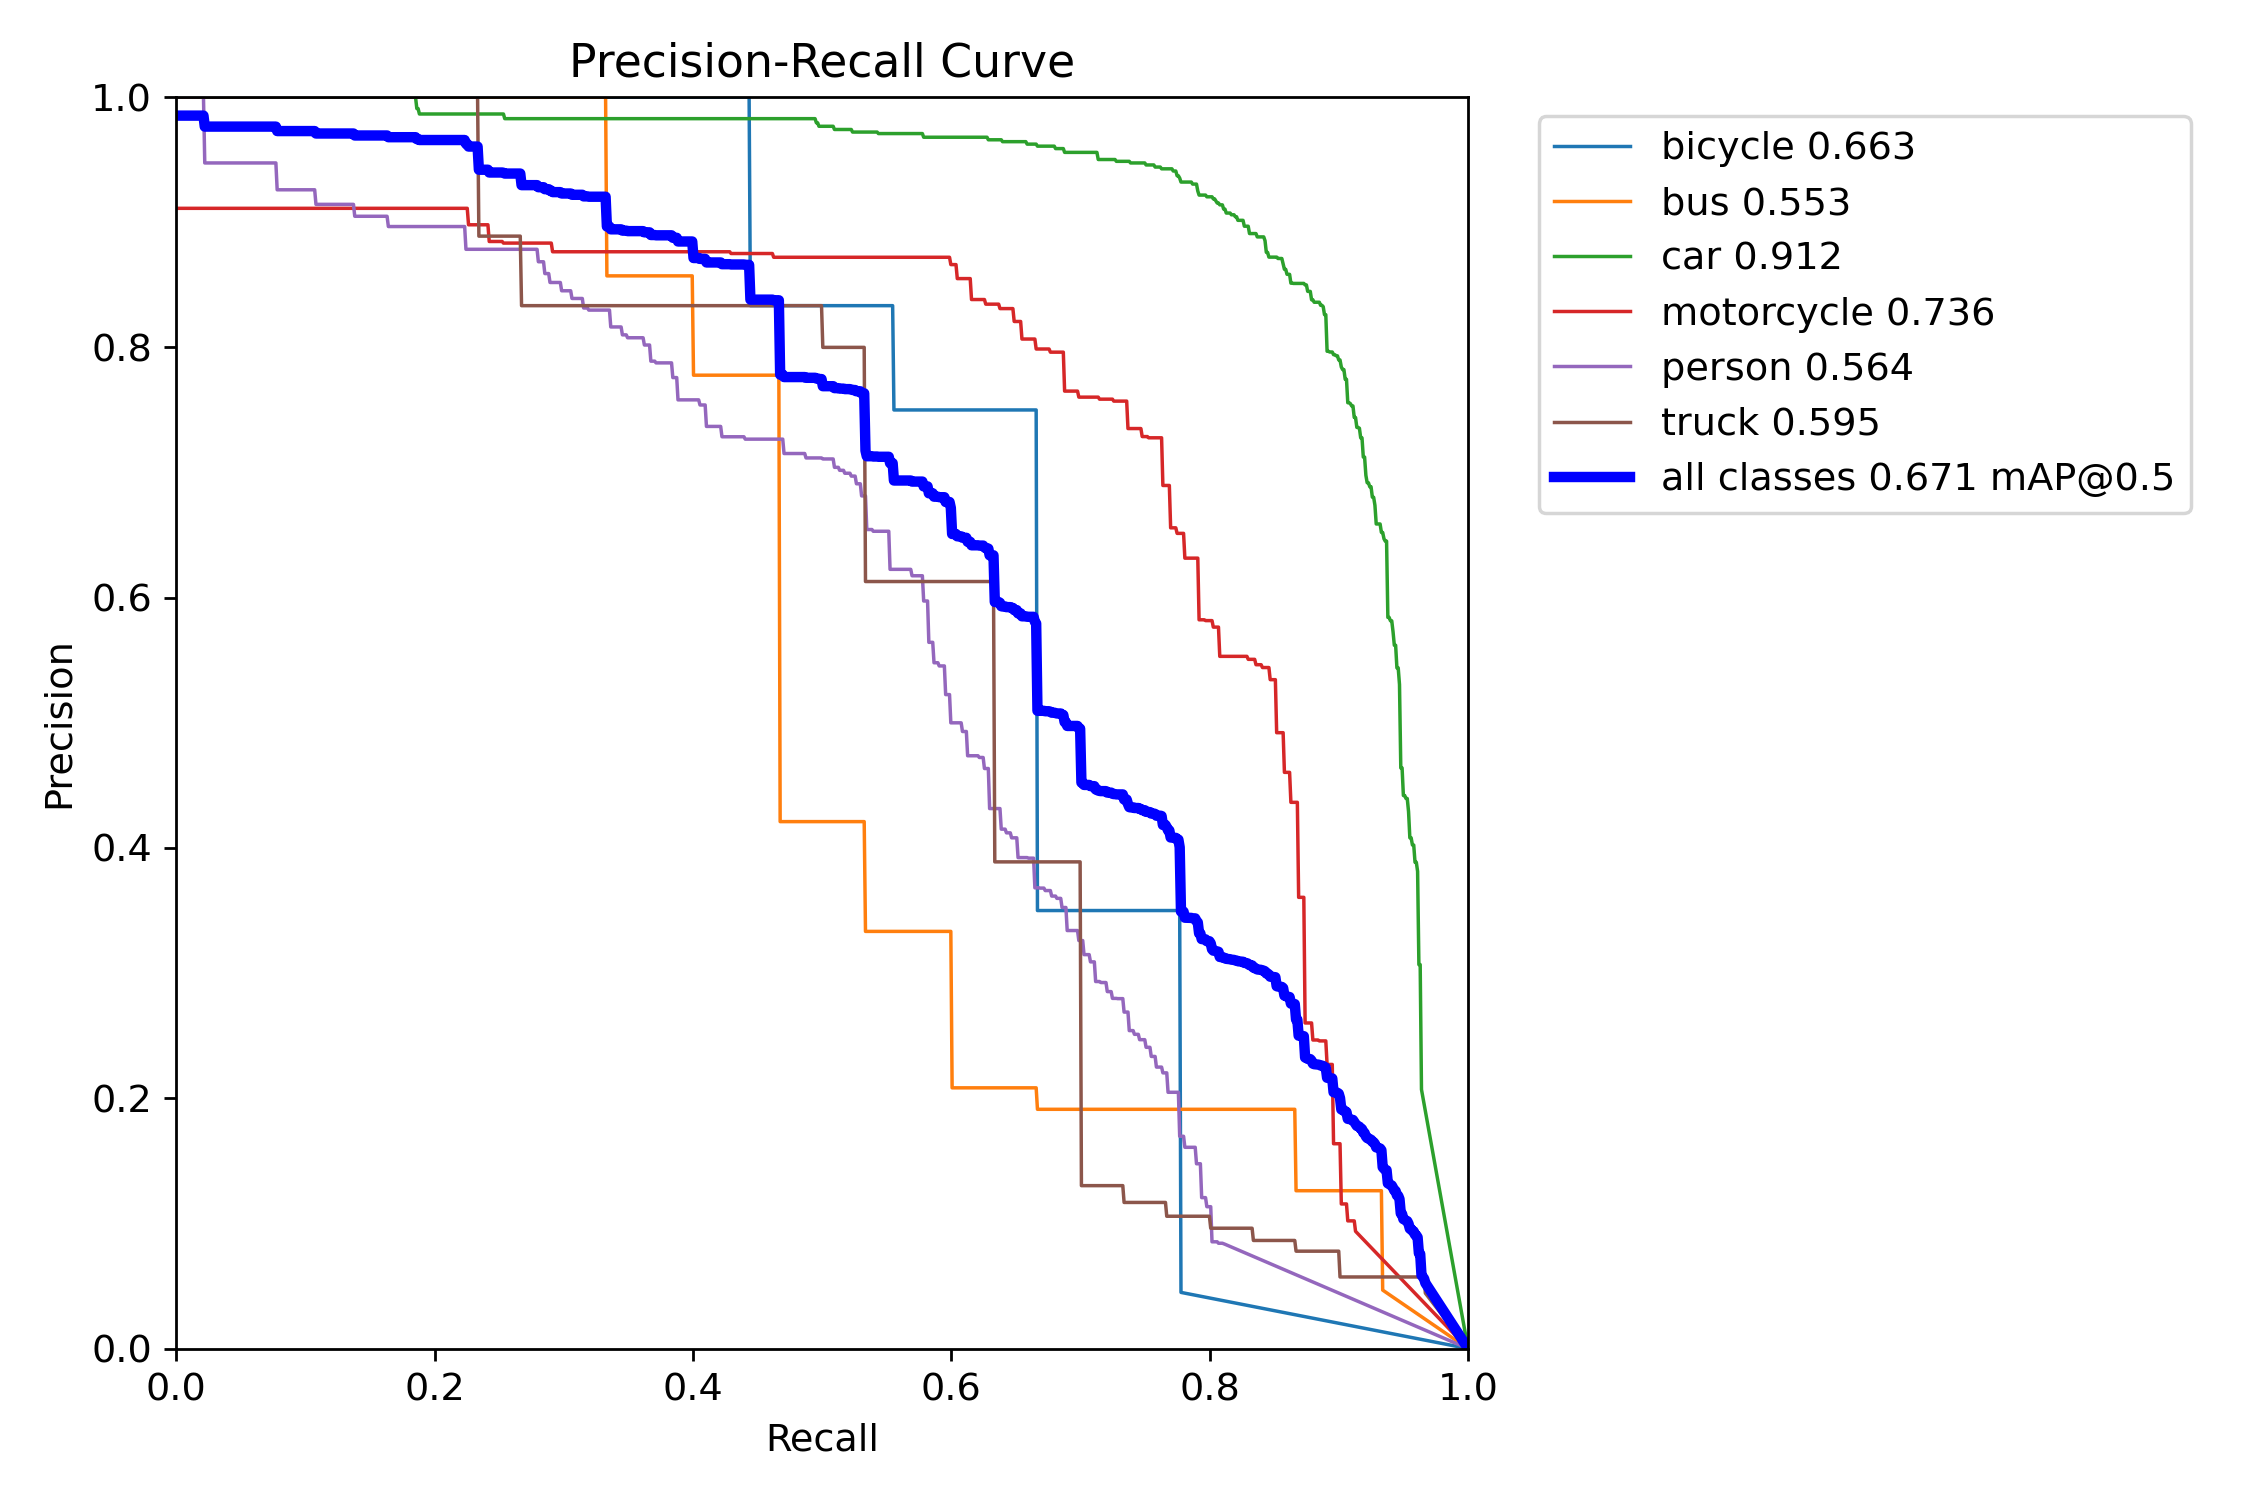 Precision-Recall Curve
1.0
0.8
0.6
0.4
0.2
0.0
Precision
0.0 0.2 0.4 0.6 0.8 1.0
Recall
bicycle 0.663
bus 0.553
car 0.912
motorcycle 0.736
person 0.564
truck 0.595
all classes 0.671 mAP@0.5